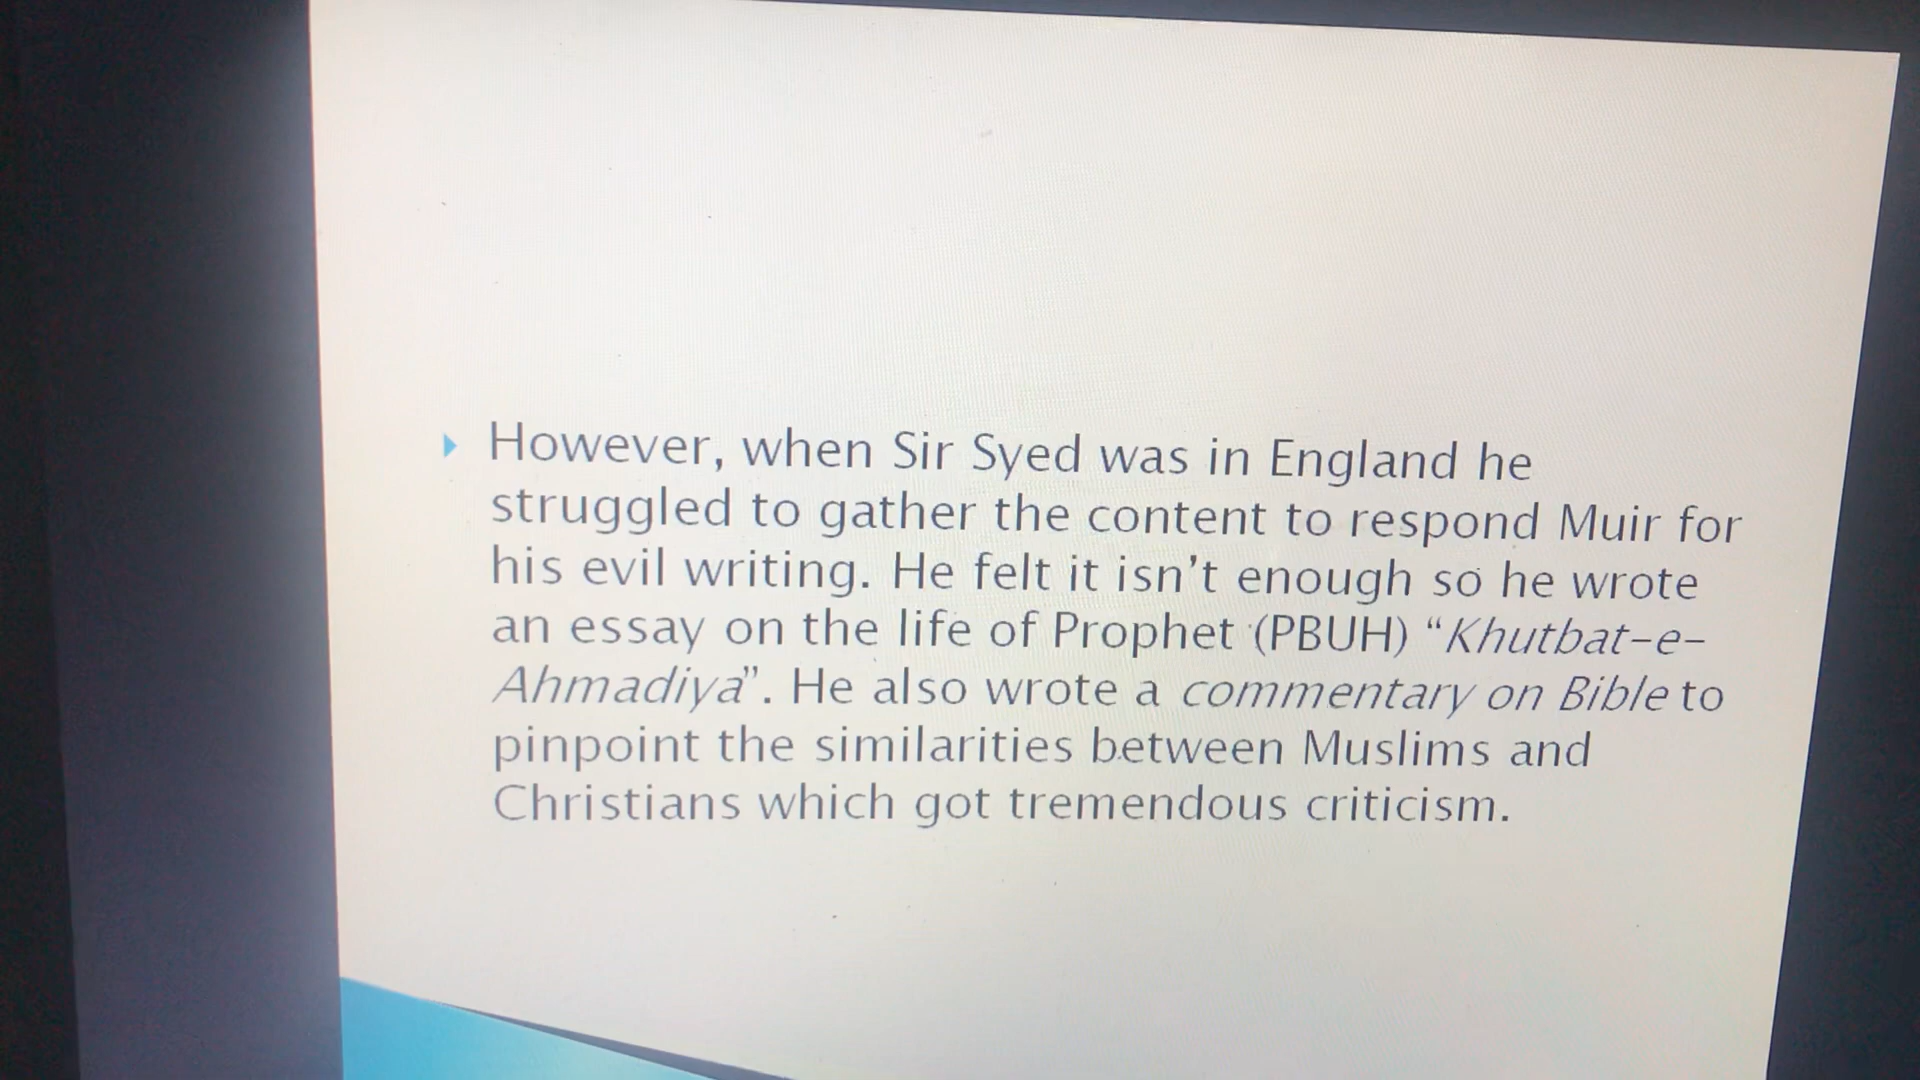 However, when Sir Syed was in England he
struggled to gather the content to respond Muir for
his evil writing. He felt it isn't enough so he wrote
an essay on the life of Prophet (PBUH) “Khutbat-e-
Ahmadiya”. He also wrote a commentary on Bible to
pinpoint the similarities between Muslims and
Christians which got tremendous criticism.